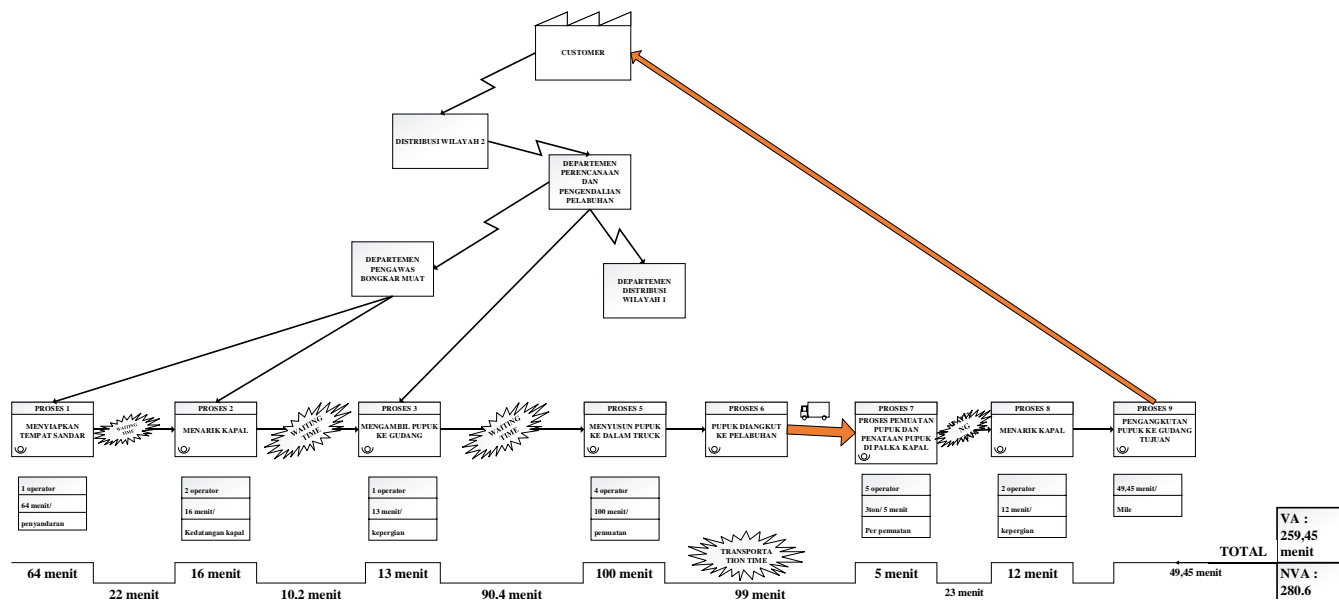 CUSTOMER
DISTRIBUSI WILAYAH 2
DEPARTEMEN
PERENCANAAN
DAN
PENGENDALIAN
PELABUHAN
DEPARTEMEN
PENGAWAS
BONGKAR MUAT
DEPARTEMEN
DISTRIBUSI
WILAYAH 1
PROSES 1
MENYIAPKAN
TEMPAT SANDAR
WAITING
TIME
PROSES 2
MENARIK KAPAL
WAITING
TIME
PROSES 3
MENGAMBIL PUPUK
KE GUDANG
WAITING
TIME
PROSES 5
MENYUSUN PUPUK
KE DALAM TRUCK
PROSES 6
PUPUK DIANGKUT
KE PELABUHAN
PROSES 7
PROSES PEMUATAN
PUPUK DAN
PENATAAN PUPUK
DI PALKA KAPAL
NG
TIME
PROSES 8
MENARIK KAPAL
PROSES 9
PENGANGKUTAN
PUPUK KE GUDANG
TUJUAN
1 operator
64 menit/
penyandaran
2 operator
16 menit/
Kedatangan kapal
1 operator
13 menit/
kepergian
4 operator
100 menit/
pemuatan
5 operator
3ton/ 5 menit
Per pemuatan
2 operator
12 menit/
kepergian
49,45 menit/
Mile
TRANSPORTA
TION TIME
64 menit
22 menit
16 menit
10,2 menit
13 menit
90,4 menit
100 menit
99 menit
5 menit
23 menit
12 menit
49,45 menit
TOTAL
VA :
259,45
menit
NVA :
280.6